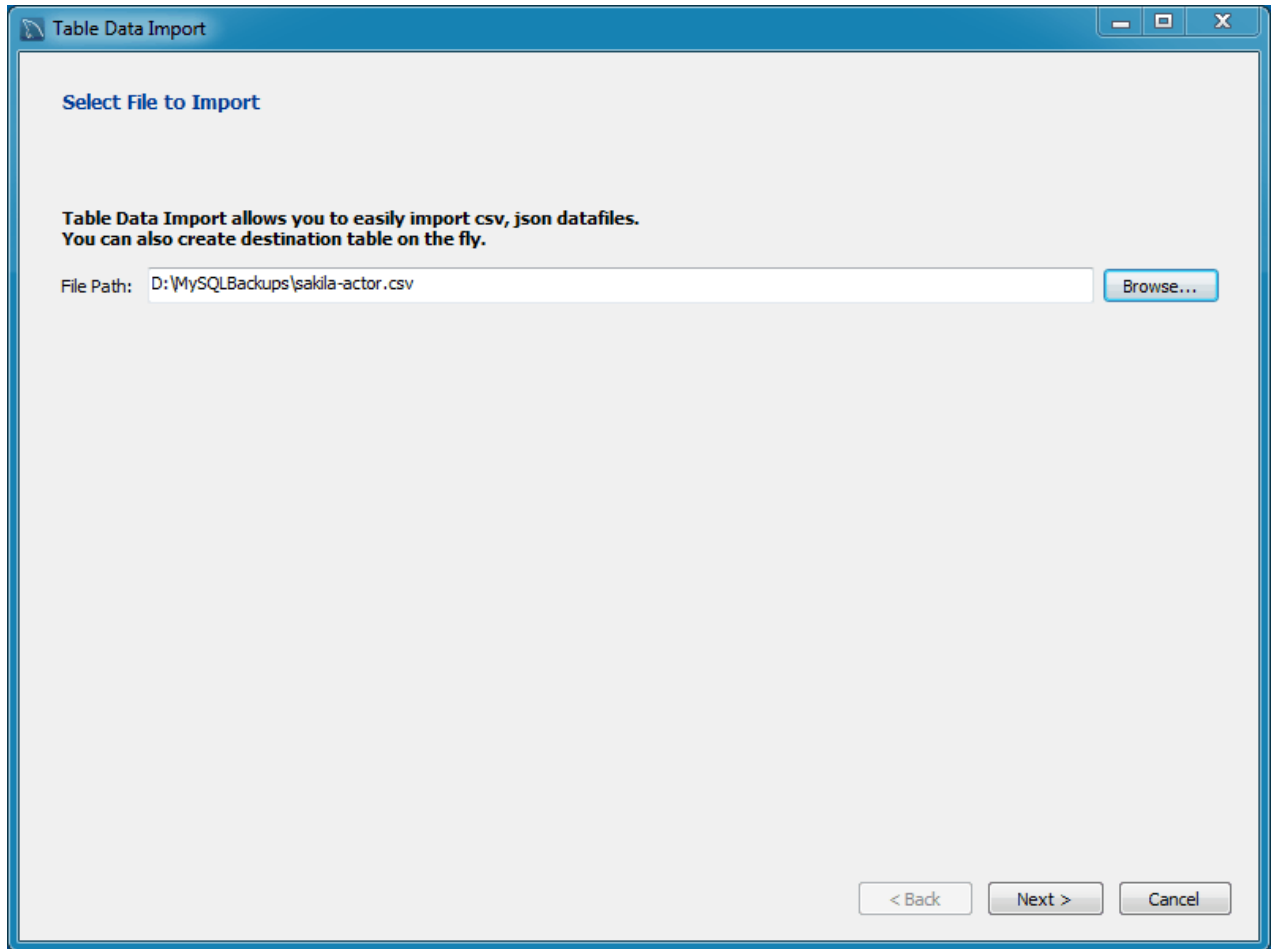 Table Data Import
Select File to Import
Table Data Import allows you to easily import csv, json datafiles.
You can also create destination table on the fly.
File Path: D:\MySQLBackups\sakila-actor.csv Browse...
< Back Next > Cancel